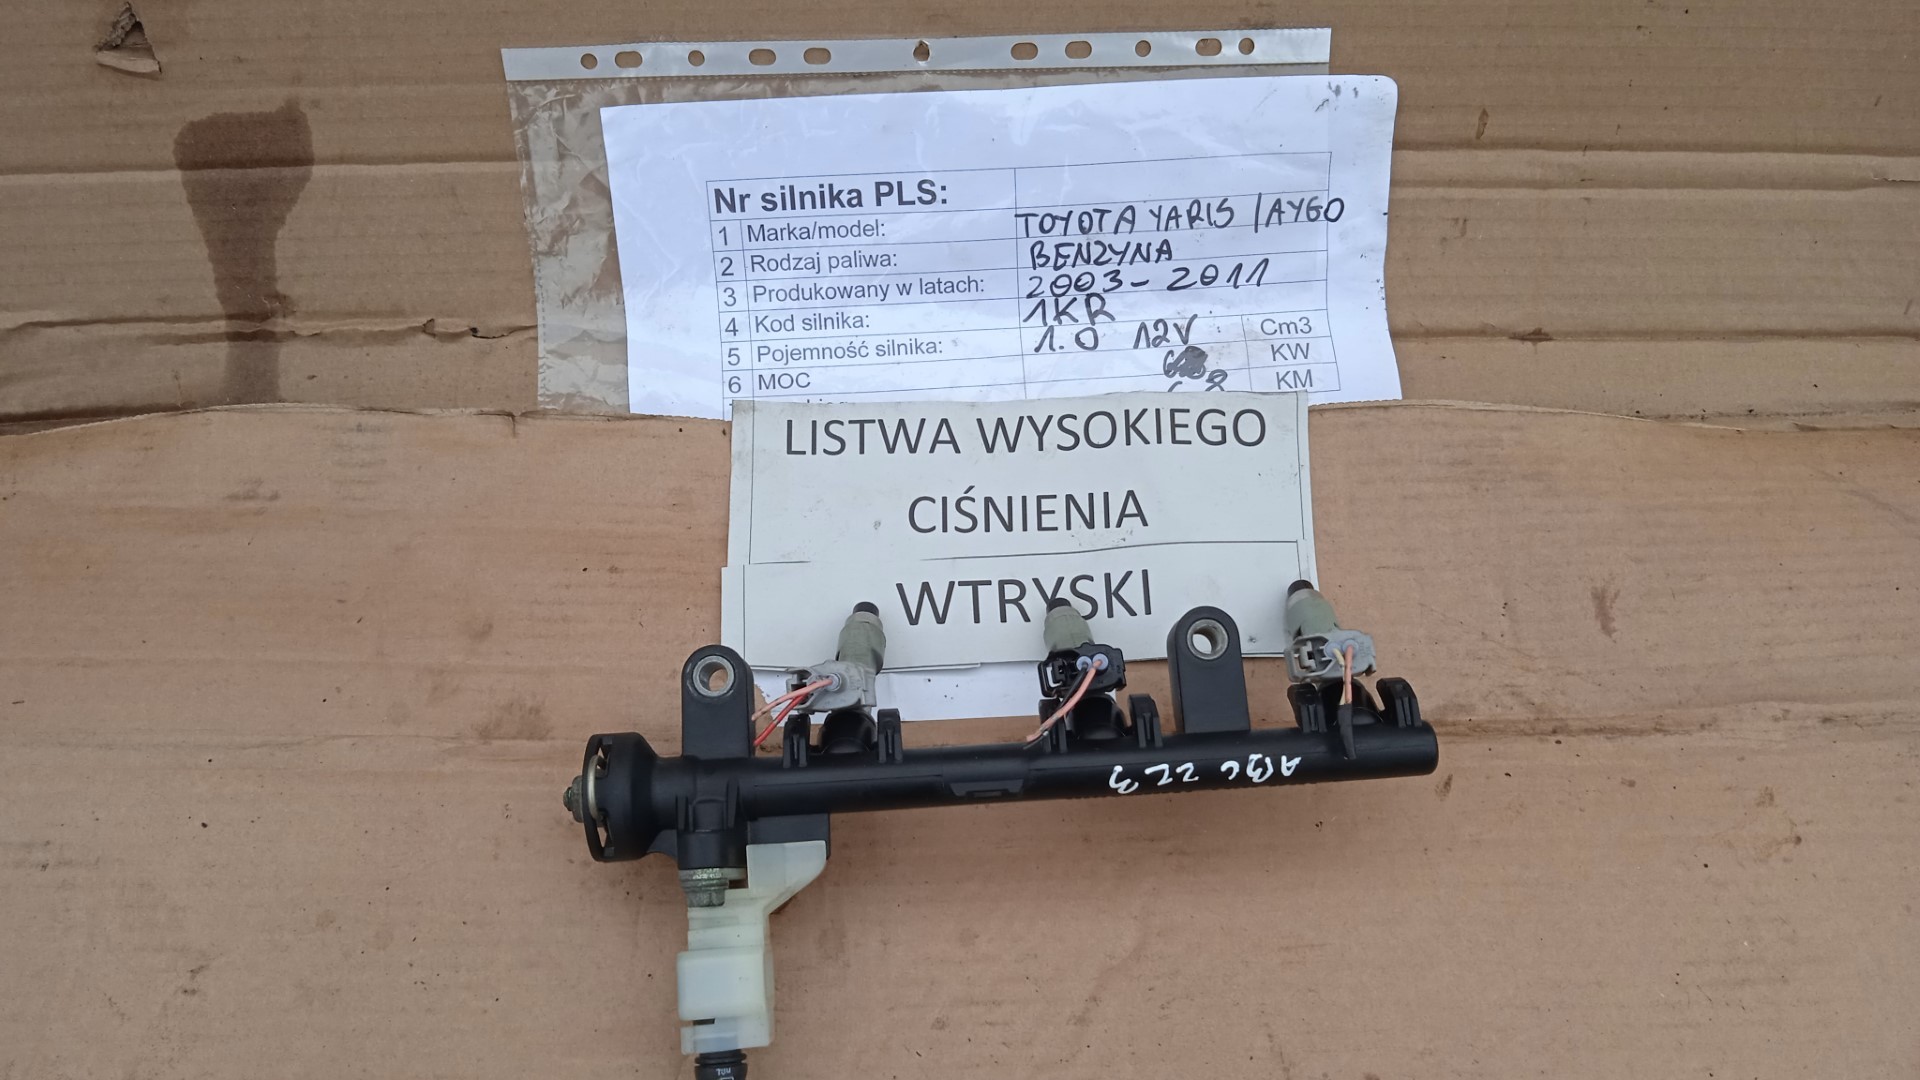 Nr silnika PLS:
1 Marka/model: TOYOTA YARIS / AYGO
2 Rodzaj paliwa: BENZYNA
3 Produkowany w latach: 2003 - 2011
4 Kod silnika: 1KR
5 Pojemność silnika: 1.0 12V Cm3
6 MOC KW
KM
LISTWA WYSOKIEGO
CIŚNIENIA
WTRYSKI